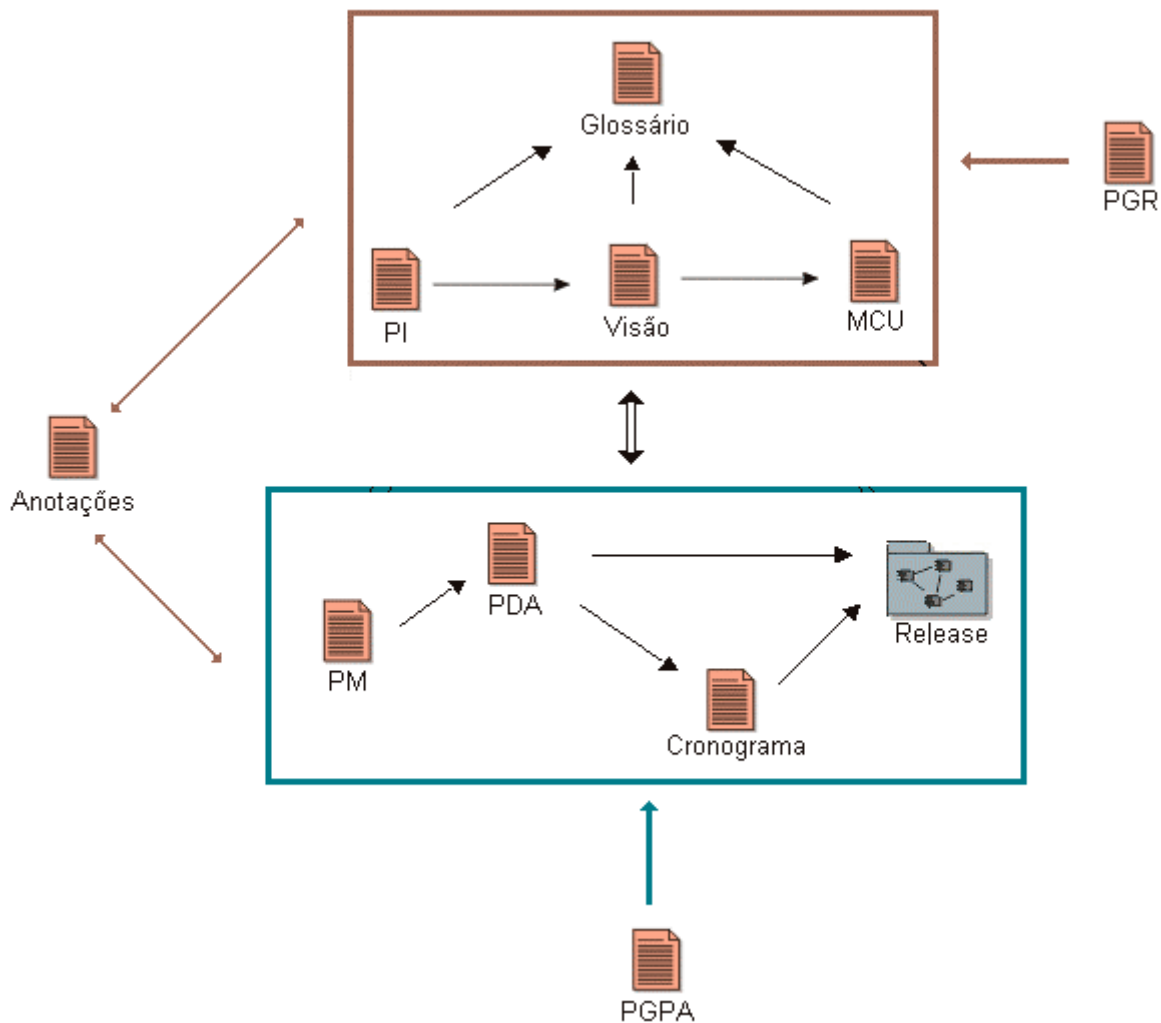 Glossário
PGR
PI
Visão
MCU
Anotações
PDA
Release
PM
Cronograma
PGPA